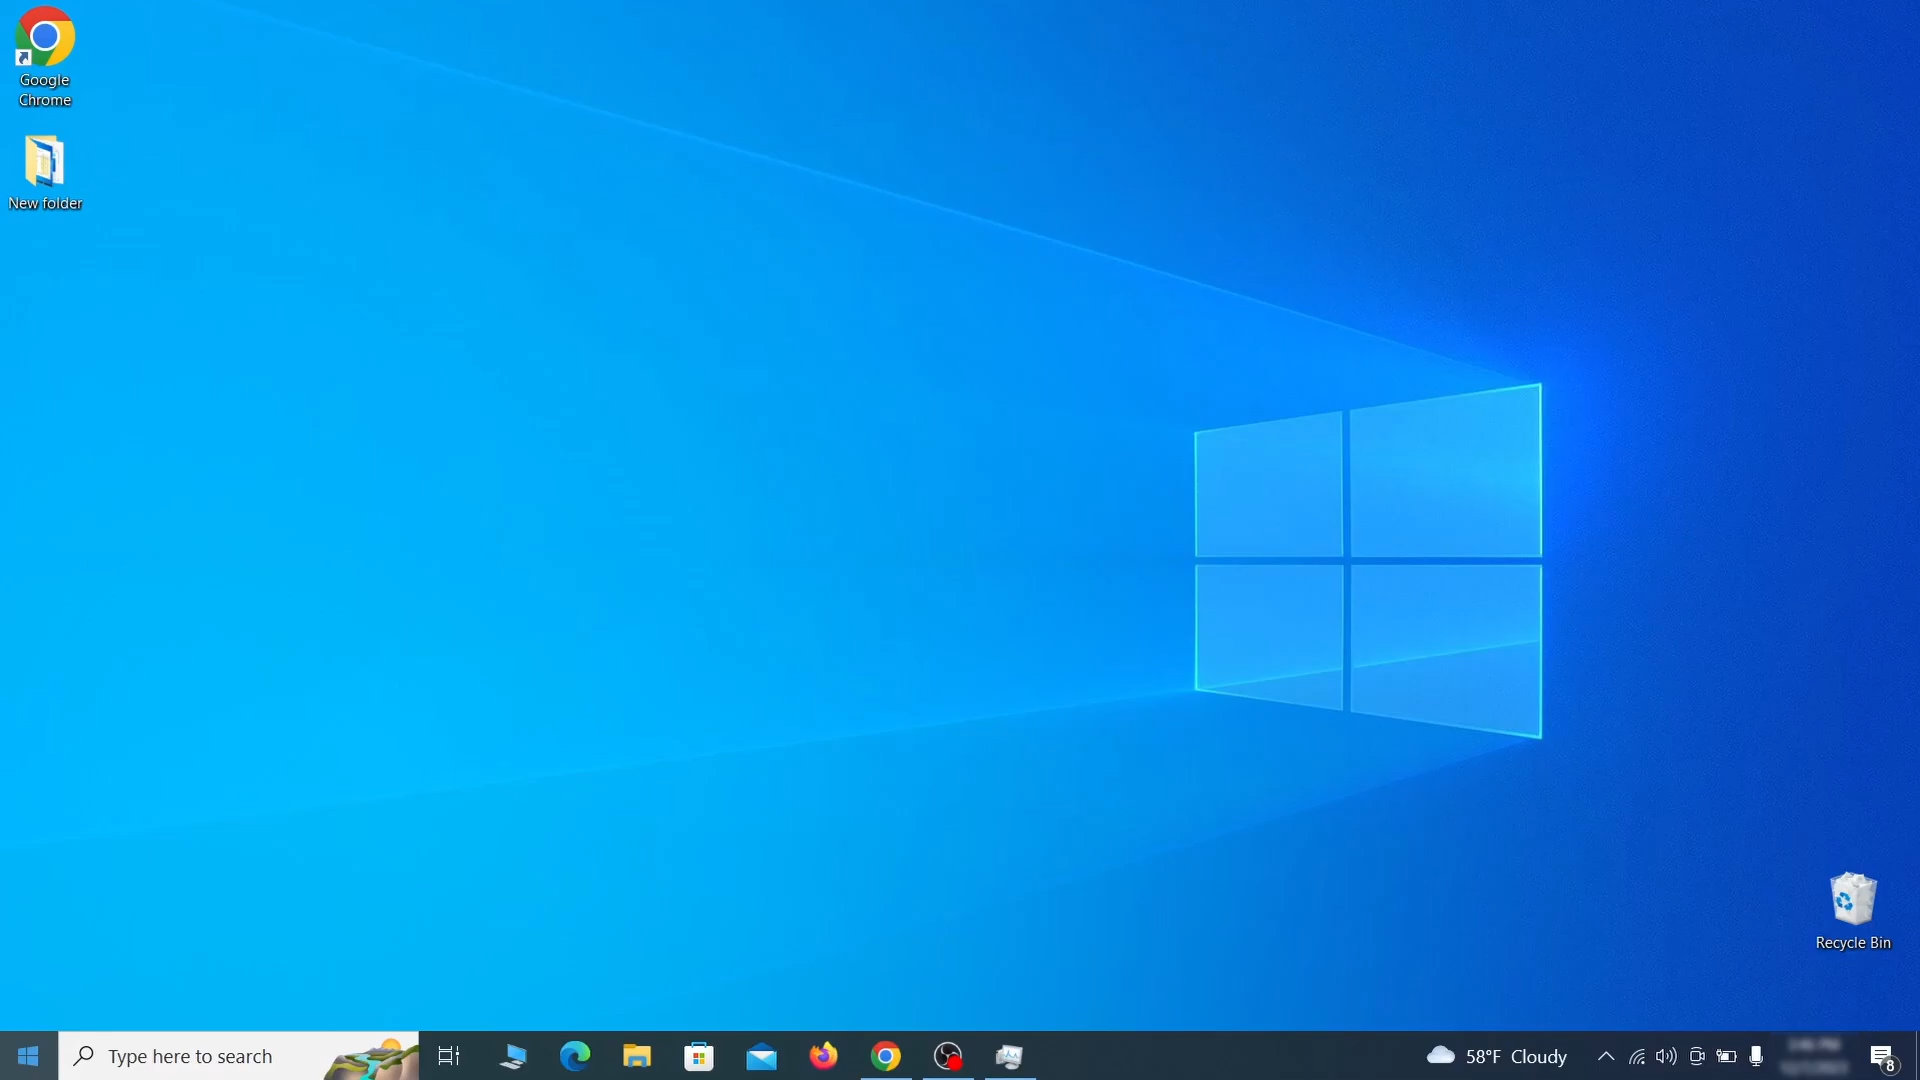 Google
Chrome
New folder
Recycle Bin
Type here to search
58°F Cloudy
8